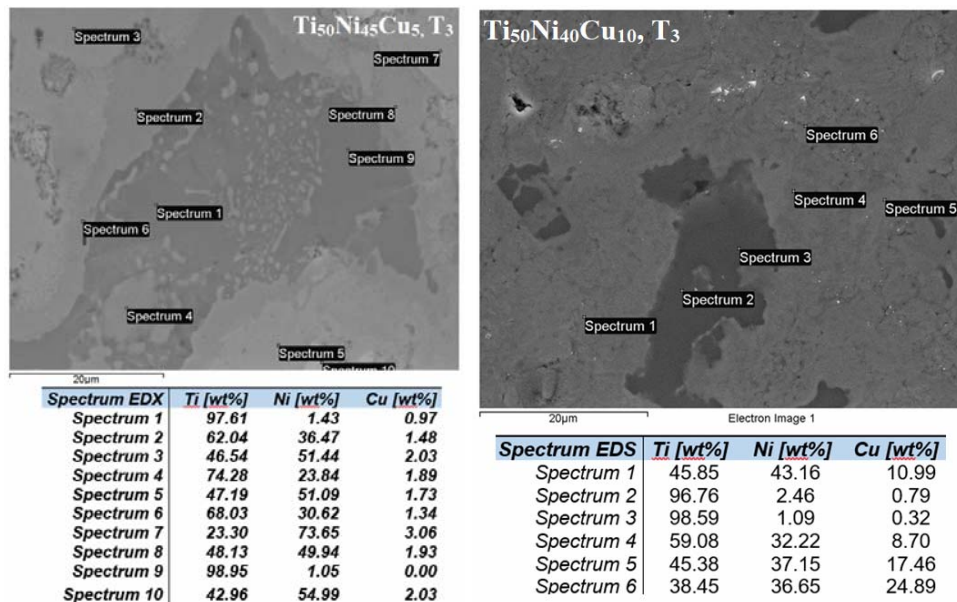 Ti50Ni45Cu5, T3
Spectrum 3
Spectrum 7
Spectrum 2
Spectrum 8
Spectrum 9
Spectrum 1
Spectrum 6
Spectrum 4
Spectrum 5
Spectrum 10
20µm
Spectrum EDX Ti [wt%] Ni [wt%] Cu [wt%]
Spectrum 1 97.61 1.43 0.97
Spectrum 2 62.04 36.47 1.48
Spectrum 3 46.54 51.44 2.03
Spectrum 4 74.28 23.84 1.89
Spectrum 5 47.19 51.09 1.73
Spectrum 6 68.03 30.62 1.34
Spectrum 7 23.30 73.65 3.06
Spectrum 8 48.13 49.94 1.93
Spectrum 9 98.95 1.05 0.00
Spectrum 10 42.96 54.99 2.03
Ti50Ni40Cu10, T3
Spectrum 6
Spectrum 4
Spectrum 5
Spectrum 3
Spectrum 2
Spectrum 1
20µm
Electron Image 1
Spectrum EDS Ti [wt%] Ni [wt%] Cu [wt%]
Spectrum 1 45.85 43.16 10.99
Spectrum 2 96.76 2.46 0.79
Spectrum 3 98.59 1.09 0.32
Spectrum 4 59.08 32.22 8.70
Spectrum 5 45.38 37.15 17.46
Spectrum 6 38.45 36.65 24.89